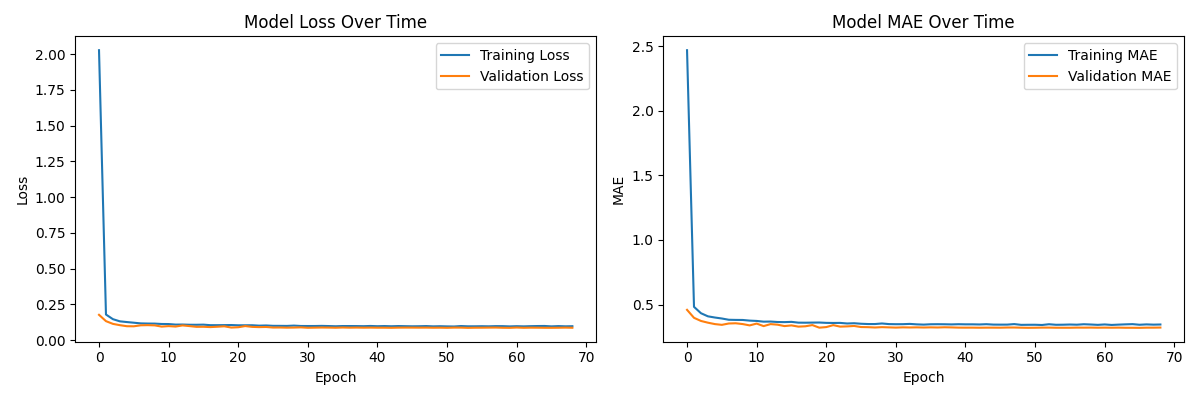 Model Loss Over Time
Model MAE Over Time
Training Loss
Validation Loss
Training MAE
Validation MAE
2.00
1.75
1.50
1.25
1.00
0.75
0.50
0.25
0.00
Loss
0 10 20 30 40 50 60 70
Epoch
2.5
2.0
1.5
1.0
0.5
MAE
0 10 20 30 40 50 60 70
Epoch